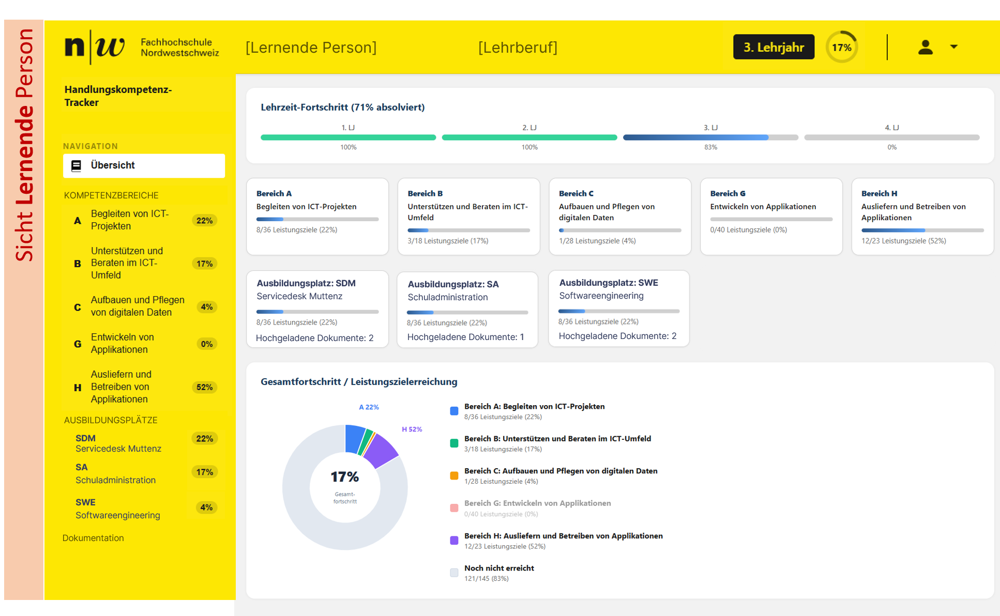 Sicht Lernende Person
n|w
Fachhochschule
Nordwestschweiz
[Lernende Person]
[Lehrberuf]
3. Lehrjahr
17%
Handlungskompetenz-
Tracker
NAVIGATION
Übersicht
KOMPETENZBEREICHE
A
Begleiten von ICT-
Projekten
22%
B
Unterstützen und
Beraten im ICT-
Umfeld
17%
C
Aufbauen und Pflegen
von digitalen Daten
4%
G
Entwickeln von
Applikationen
0%
H
Ausliefern und
Betreiben von
Applikationen
52%
AUSBILDUNGSPLÄTZE
SDM
Servicedesk Muttenz
22%
SA
Schuladministration
17%
SWE
Softwareengineering
4%
Dokumentation
Lehrzeit-Fortschritt (71% absolviert)
1. LJ
100%
2. LJ
100%
3. LJ
83%
4. LJ
0%
Bereich A
Begleiten von ICT-Projekten
8/36 Leistungsziele (22%)
Bereich B
Unterstützen und Beraten im ICT-
Umfeld
3/18 Leistungsziele (17%)
Bereich C
Aufbauen und Pflegen von
digitalen Daten
1/28 Leistungsziele (4%)
Bereich G
Entwickeln von Applikationen
0/40 Leistungsziele (0%)
Bereich H
Ausliefern und Betreiben von
Applikationen
12/23 Leistungsziele (52%)
Ausbildungsplatz: SDM
Servicedesk Muttenz
8/36 Leistungsziele (22%)
Hochgeladene Dokumente: 2
Ausbildungsplatz: SA
Schuladministration
8/36 Leistungsziele (22%)
Hochgeladene Dokumente: 1
Ausbildungsplatz: SWE
Softwareengineering
8/36 Leistungsziele (22%)
Hochgeladene Dokumente: 2
Gesamtfortschritt / Leistungszielerreichung
A 22%
H 52%
17%
Gesamt-
fortschritt
Bereich A: Begleiten von ICT-Projekten
8/36 Leistungsziele (22%)
Bereich B: Unterstützen und Beraten im ICT-Umfeld
3/18 Leistungsziele (17%)
Bereich C: Aufbauen und Pflegen von digitalen Daten
1/28 Leistungsziele (4%)
Bereich G: Entwickeln von Applikationen
0/40 Leistungsziele (0%)
Bereich H: Ausliefern und Betreiben von Applikationen
12/23 Leistungsziele (52%)
Noch nicht erreicht
121/145 (83%)